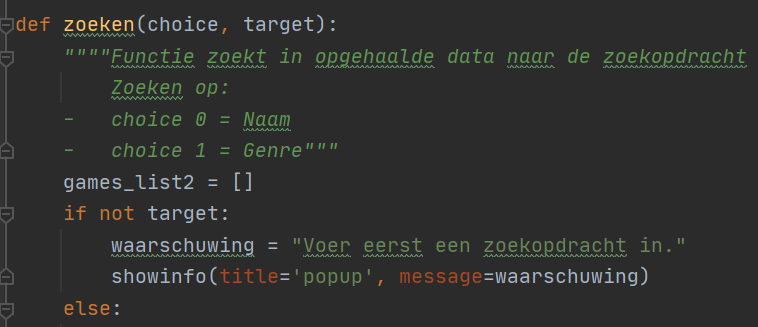 def zoeken(choice, target):
    """"Functie zoekt in opgehaalde data naar de zoekopdracht
        Zoeken op:
    -   choice 0 = Naam
    -   choice 1 = Genre"""
    games_list2 = []
    if not target:
        waarschuwing = "Voer eerst een zoekopdracht in."
        showinfo(title='popup', message=waarschuwing)
    else: